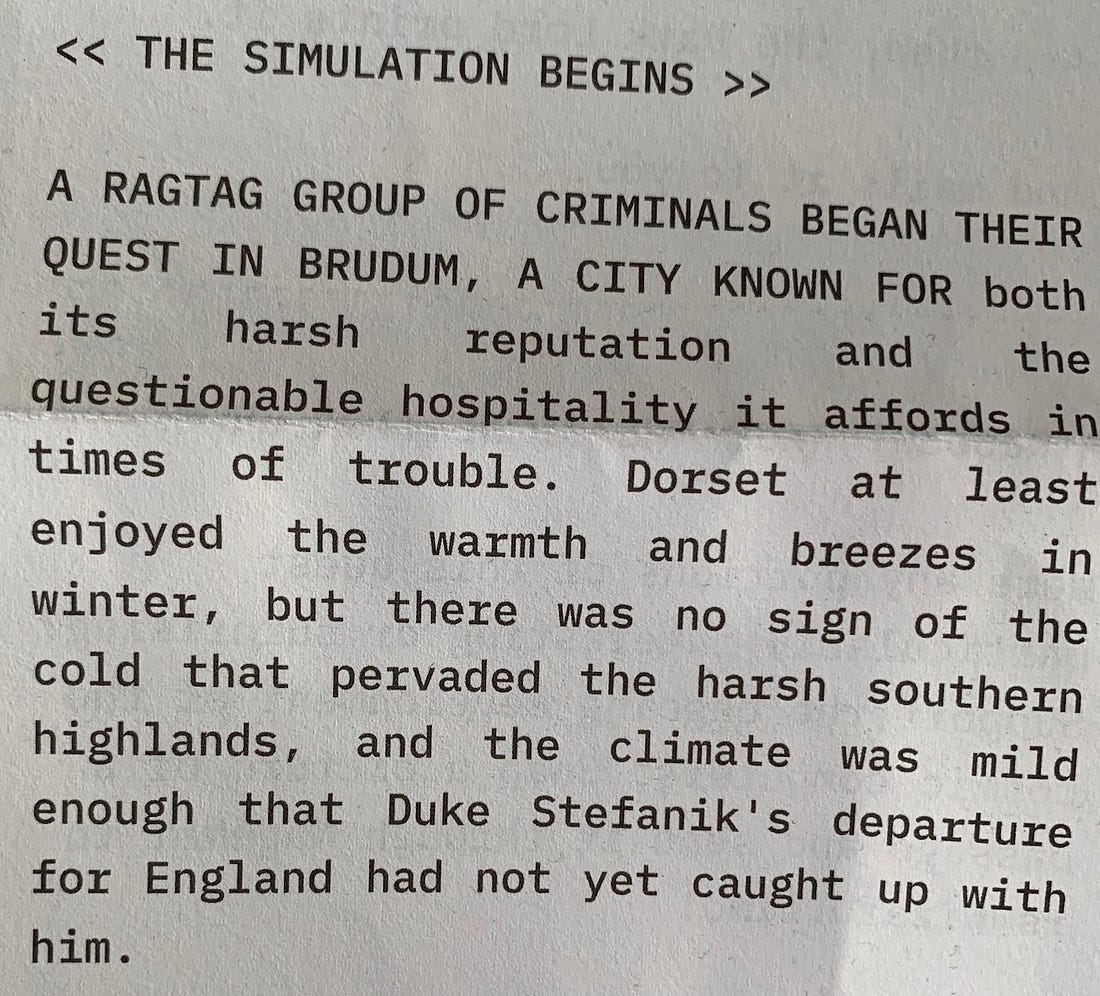 << THE SIMULATION BEGINS >>
A RAGTAG GROUP OF CRIMINALS BEGAN THEIR
QUEST IN BRUDUM, A CITY KNOWN FOR both
its harsh reputation and the
questionable hospitality it affords in
times of trouble. Dorset at least
enjoyed the warmth and breezes in
winter, but there was no sign of the
cold that pervaded the harsh southern
highlands, and the climate was mild
enough that Duke Stefanik's departure
for England had not yet caught up with
him.